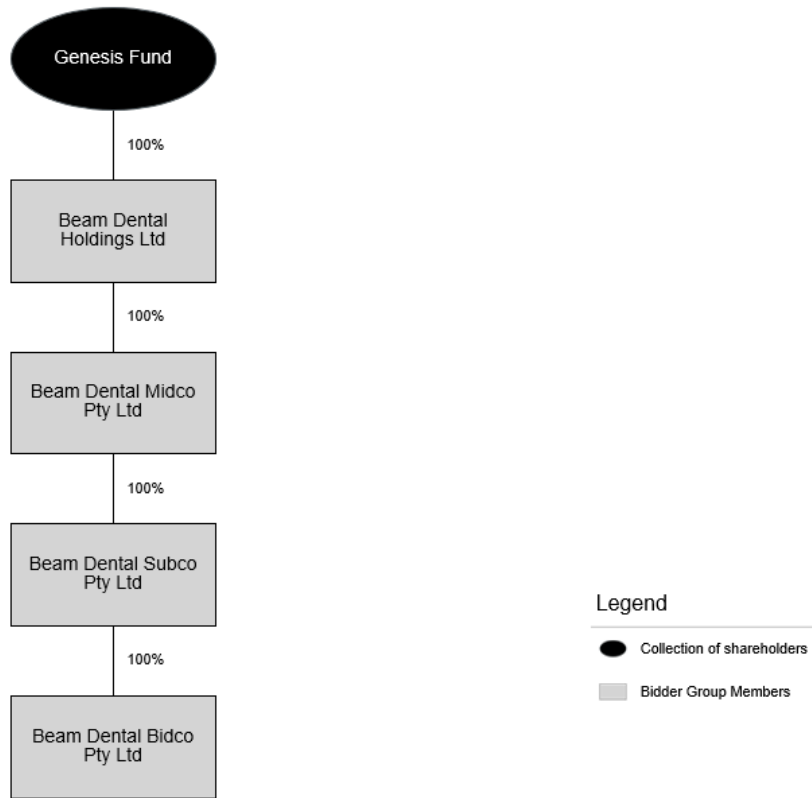 Genesis Fund
100%
Beam Dental
Holdings Ltd
100%
Beam Dental Midco
Pty Ltd
100%
Beam Dental Subco
Pty Ltd
100%
Beam Dental Bidco
Pty Ltd
Legend
Collection of shareholders
Bidder Group Members